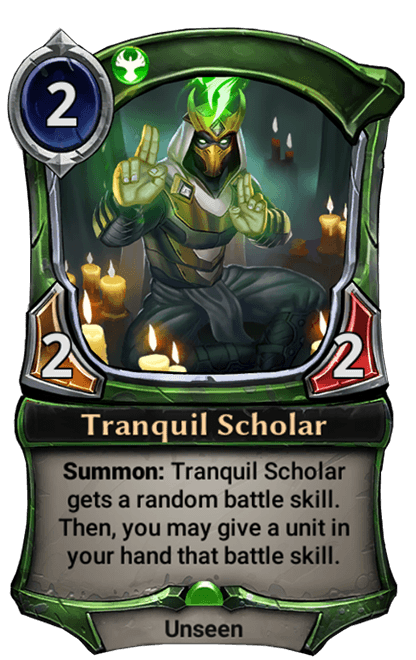 2
2
2
Tranquil Scholar
Summon: Tranquil Scholar
gets a random battle skill.
Then, you may give a unit in
your hand that battle skill.
Unseen